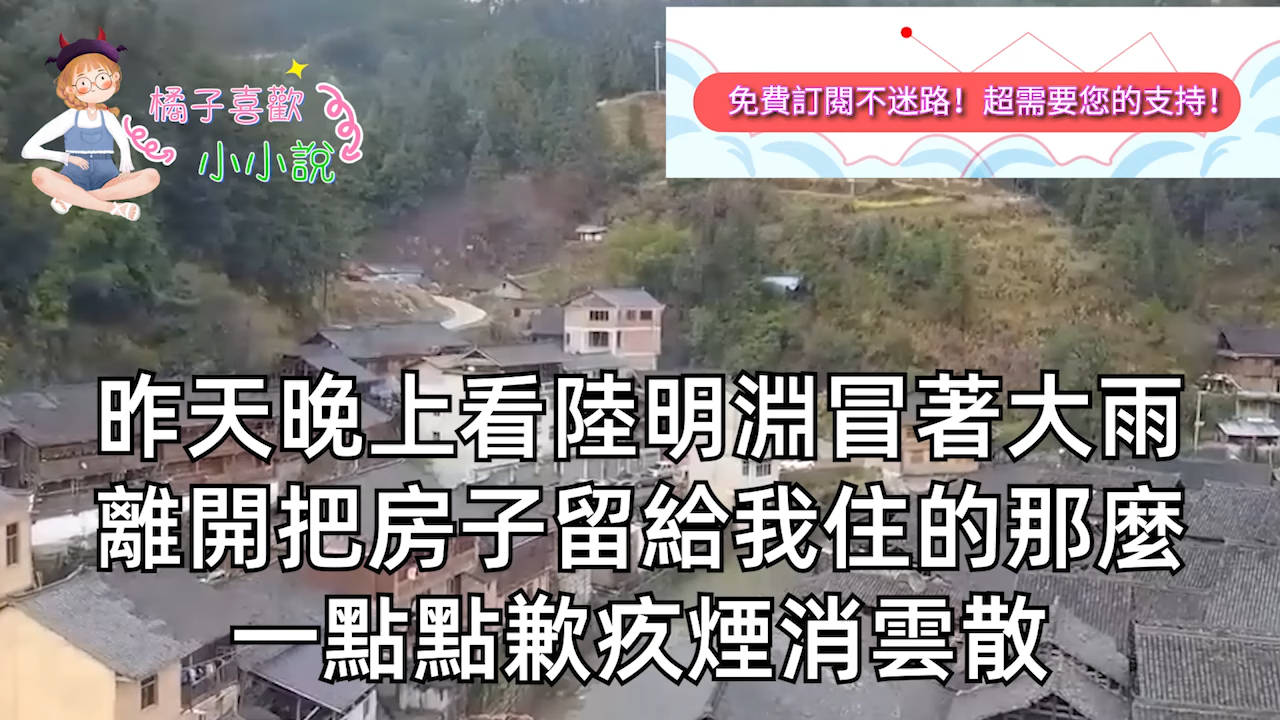 橘子喜歡
小小說
免費訂閱不迷路！超需要您的支持！
昨天晚上看陸明淵冒著大雨
離開把房子留給我住的那麼
一點點歉疚煙消雲散